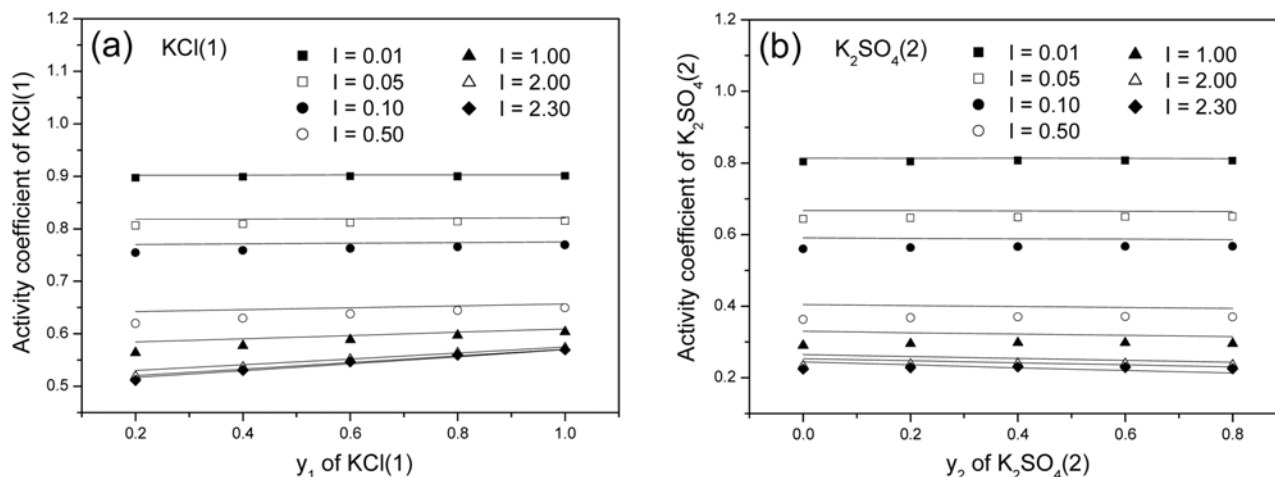 (a) KCl(1)
I = 0.01 I = 1.00
I = 0.05 I = 2.00
I = 0.10 I = 2.30
I = 0.50
Activity coefficient of KCl(1)
1.2
1.1
1.0
0.9
0.8
0.7
0.6
0.5
0.2 0.4 0.6 0.8 1.0
y₁ of KCl(1)
(b) K₂SO₄(2)
I = 0.01 I = 1.00
I = 0.05 I = 2.00
I = 0.10 I = 2.30
I = 0.50
Activity coefficient of K₂SO₄(2)
1.2
1.0
0.8
0.6
0.4
0.2
0.0 0.2 0.4 0.6 0.8
y₂ of K₂SO₄(2)